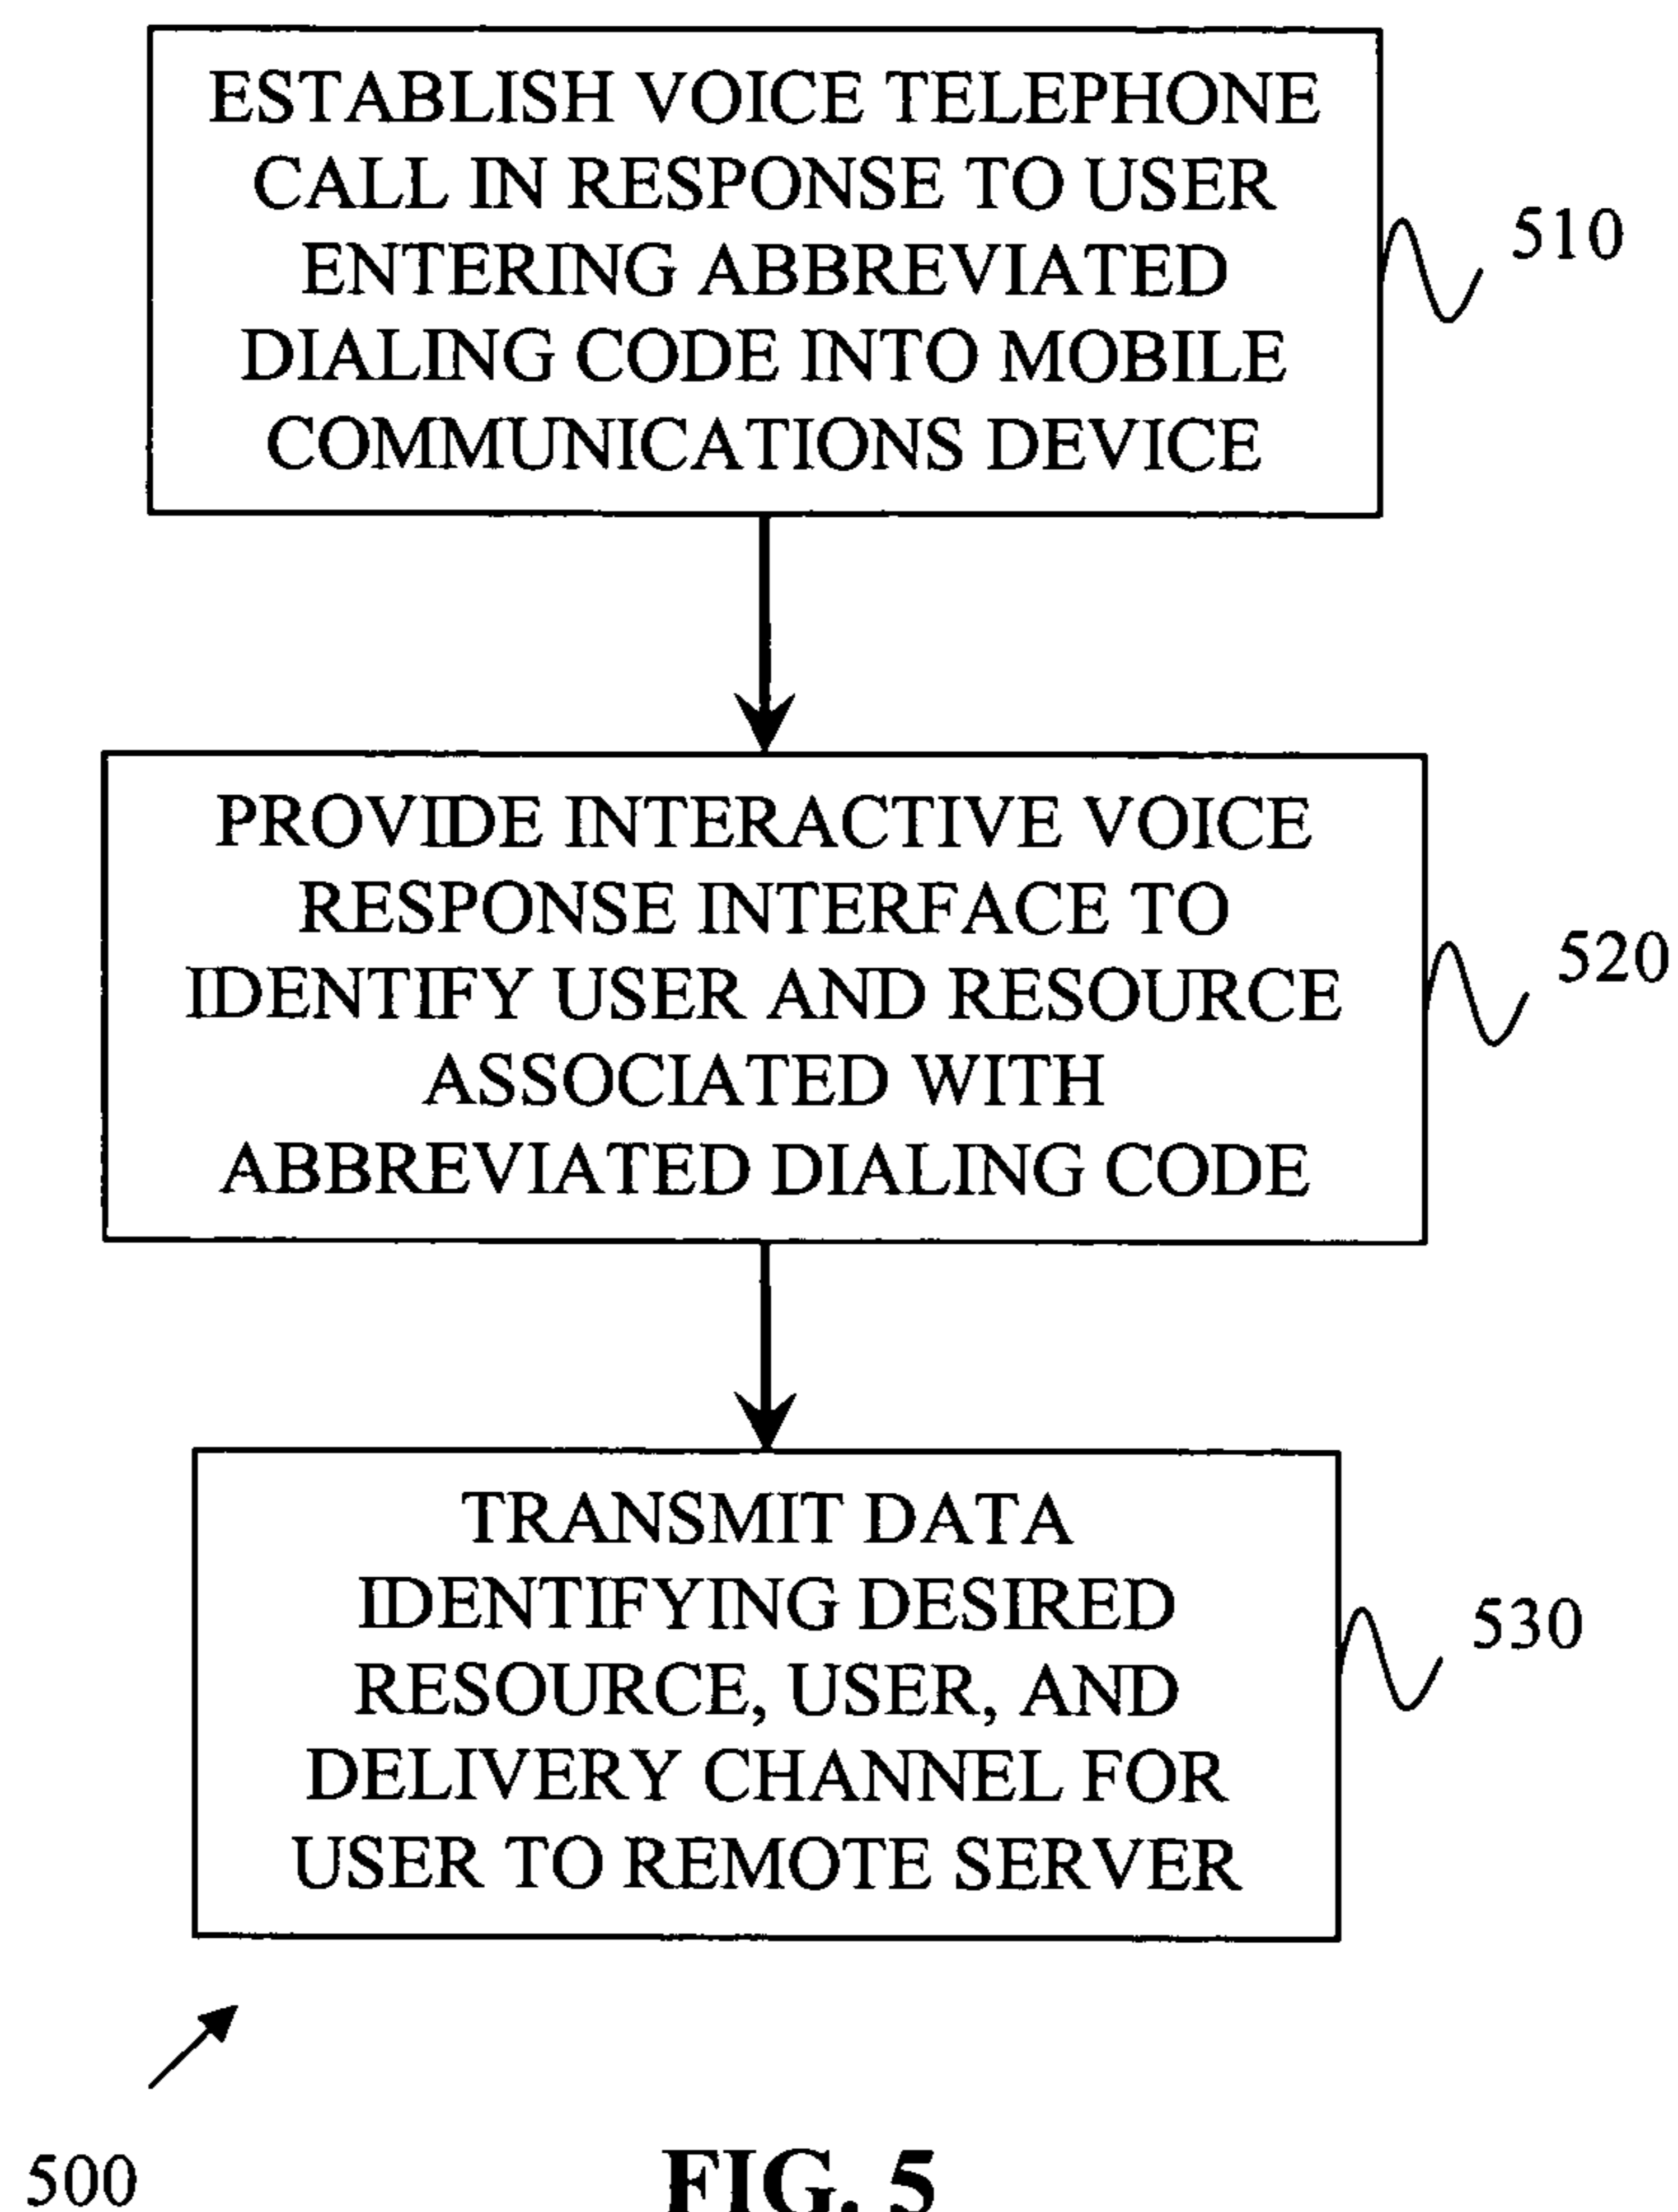 ESTABLISH VOICE TELEPHONE
CALL IN RESPONSE TO USER
ENTERING ABBREVIATED
DIALING CODE INTO MOBILE
COMMUNICATIONS DEVICE
510
PROVIDE INTERACTIVE VOICE
RESPONSE INTERFACE TO
IDENTIFY USER AND RESOURCE
ASSOCIATED WITH
ABBREVIATED DIALING CODE
520
TRANSMIT DATA
IDENTIFYING DESIRED
RESOURCE, USER, AND
DELIVERY CHANNEL FOR
USER TO REMOTE SERVER
530
500
FIG. 5